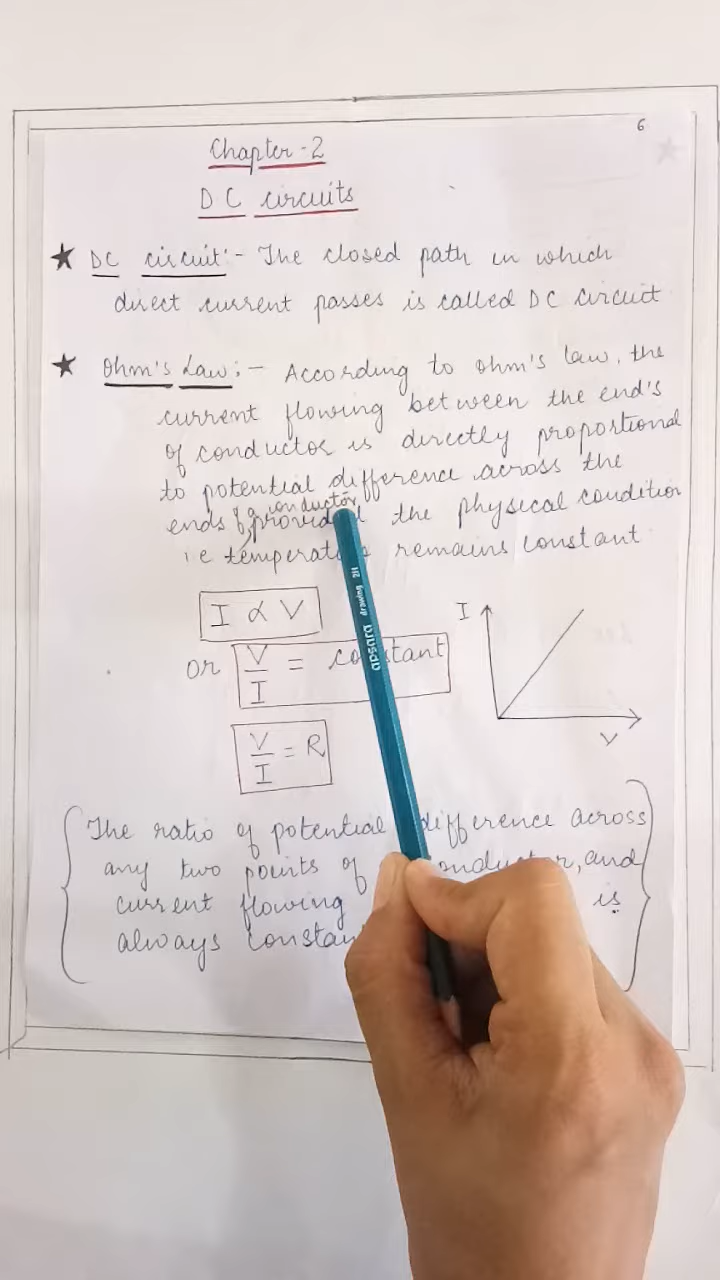 6
Chapter-2
DC circuits
★ DC circuit:- The closed path in which
direct current passes is called DC circuit
★ Ohm's Law:- According to ohm's law, the
current flowing between the end's
of conductor is directly proportional
to potential difference across the
conductor
ends of a, provided the physical condition
i.e temperature remains constant
I ∝ V
or V/I = constant
V/I = R
I
V
The ratio of potential difference across
any two points of conductor, and
current flowing is
always constant
apsara drawing 2H